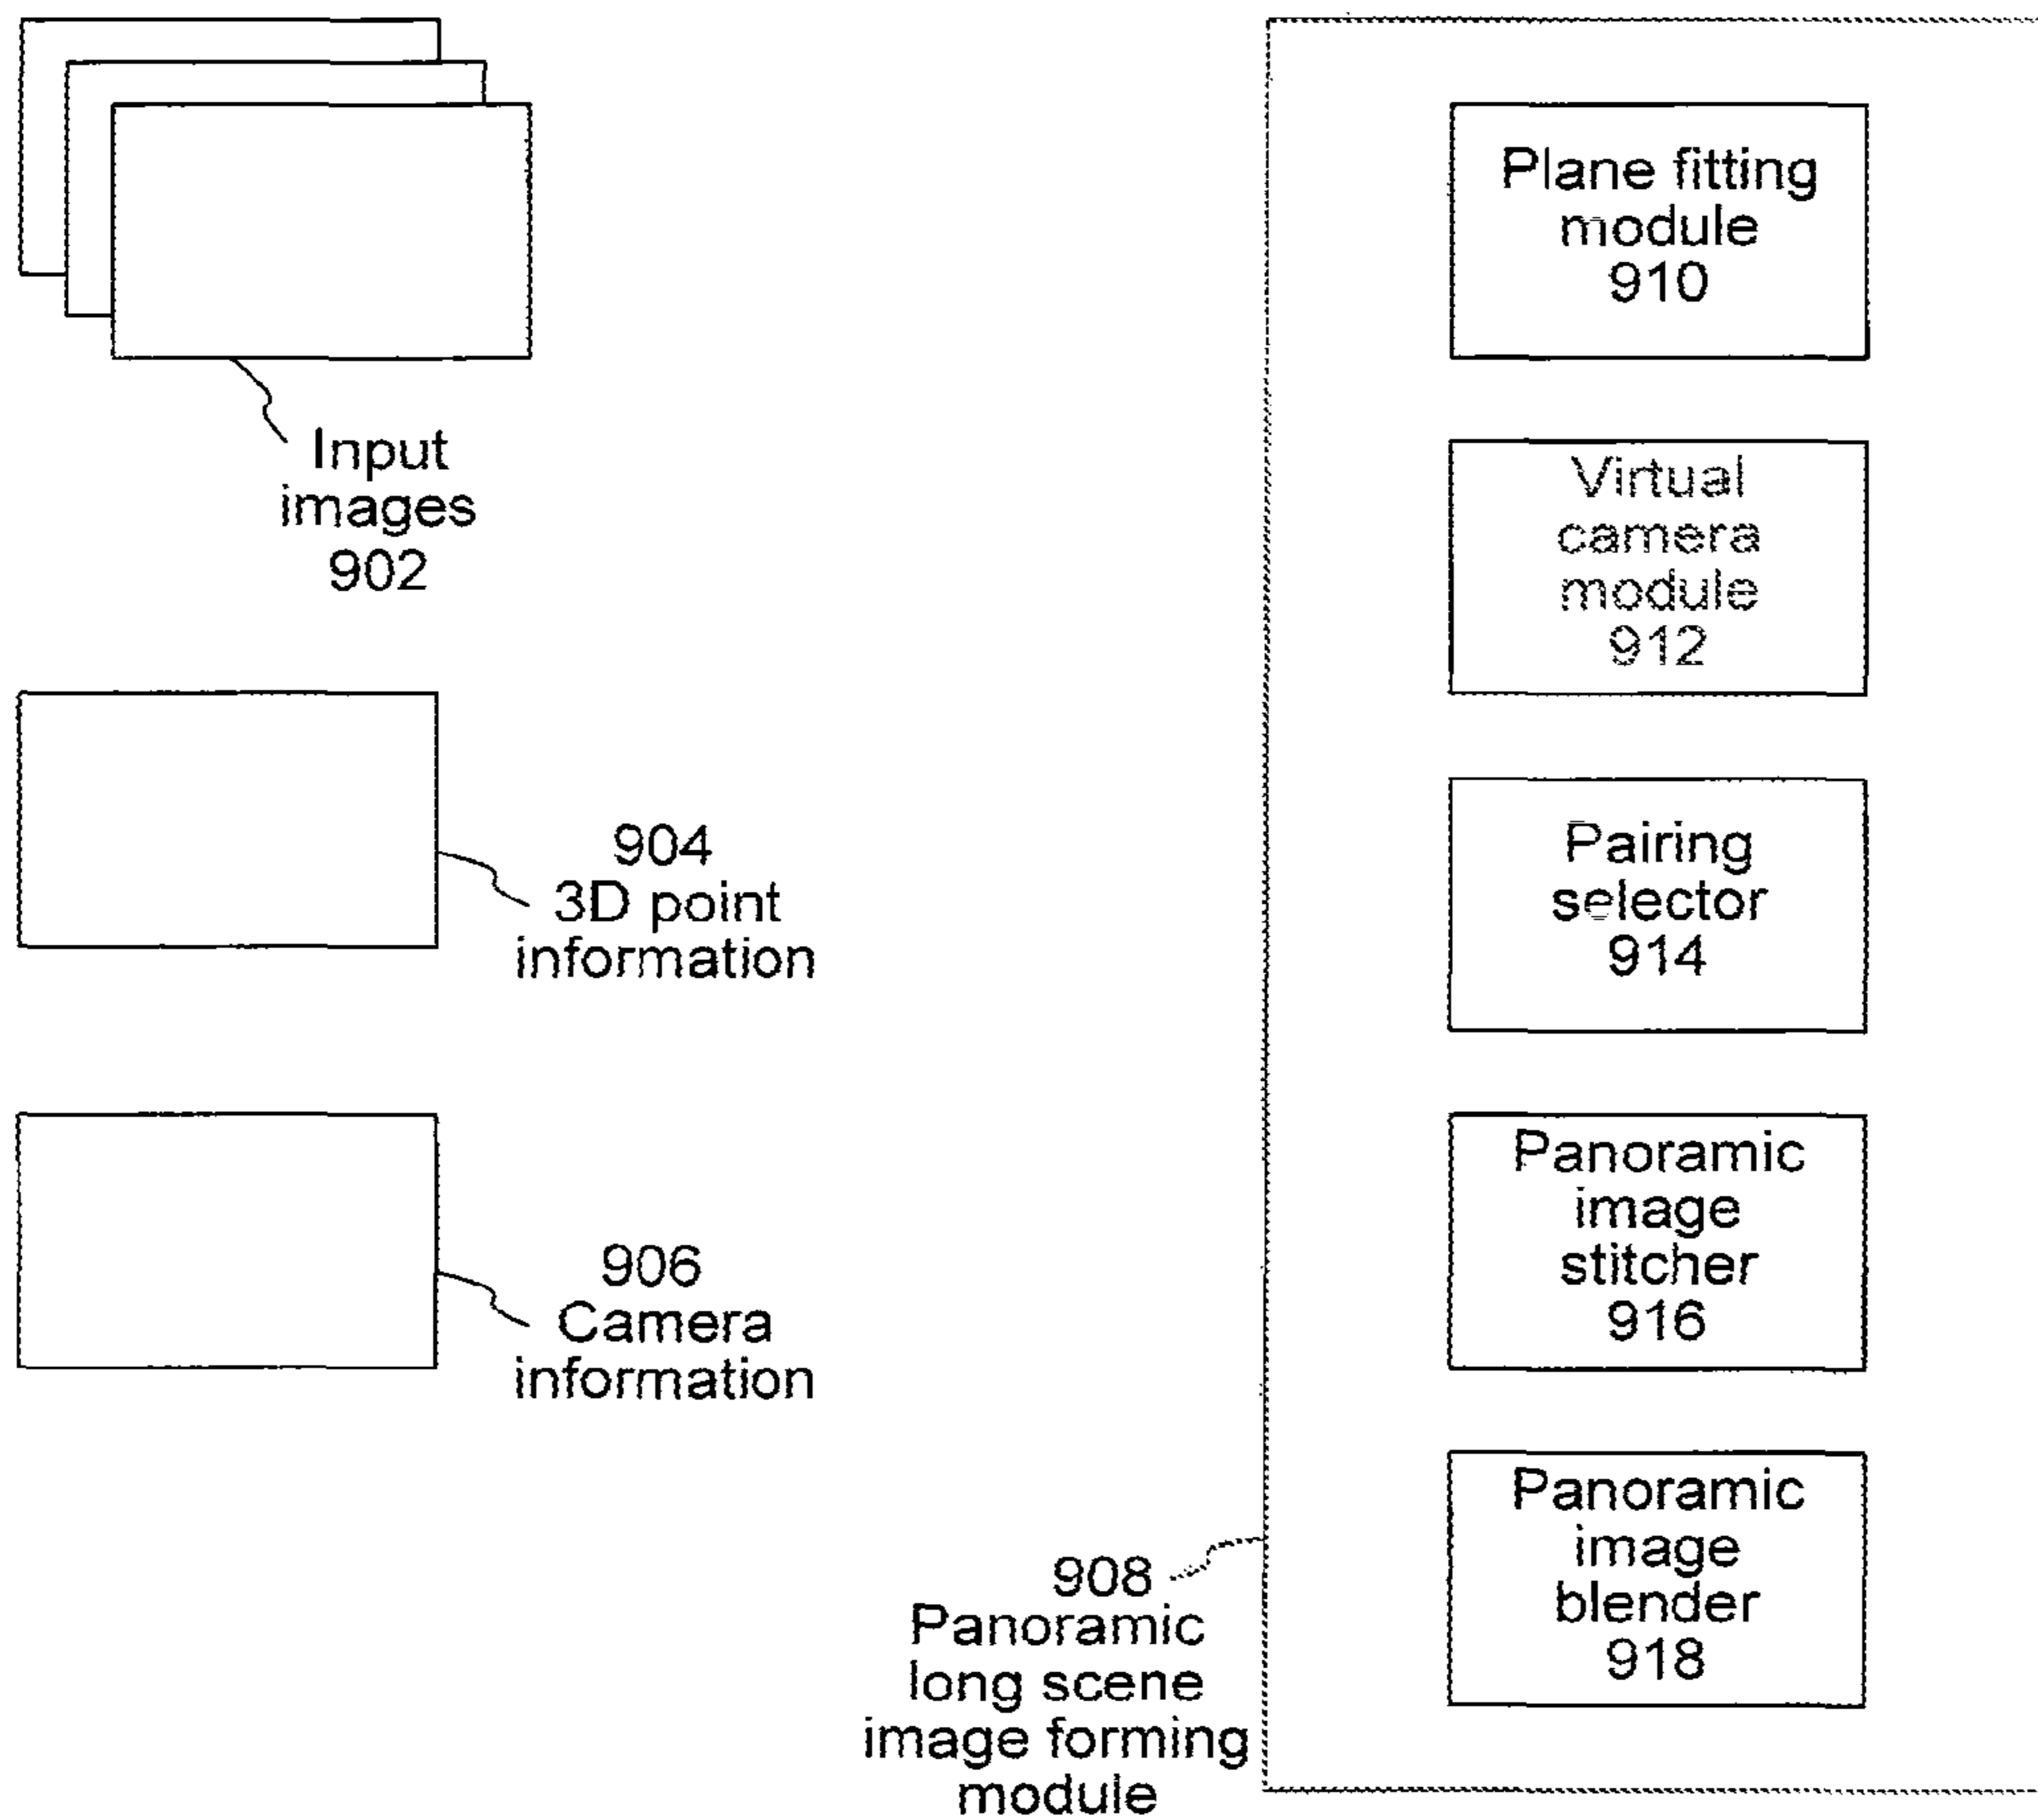 Input
images
902
904
3D point
information
906
Camera
information
908
Panoramic
long scene
image forming
module
Plane fitting
module
910
Virtual
camera
module
912
Pairing
selector
914
Panoramic
image
stitcher
916
Panoramic
image
blender
918